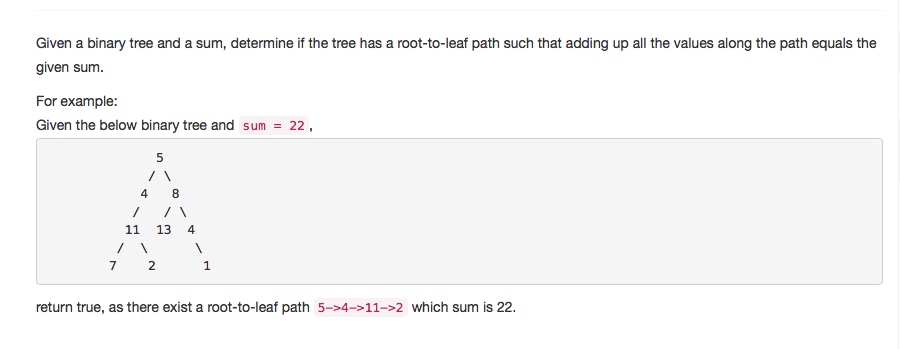 Given a binary tree and a sum, determine if the tree has a root-to-leaf path such that adding up all the values along the path equals the
given sum.
For example:
Given the below binary tree and sum = 22 ,
5
/ \
4 8
/ / \
11 13 4
/ \ \
7 2 1
return true, as there exist a root-to-leaf path 5->4->11->2 which sum is 22.